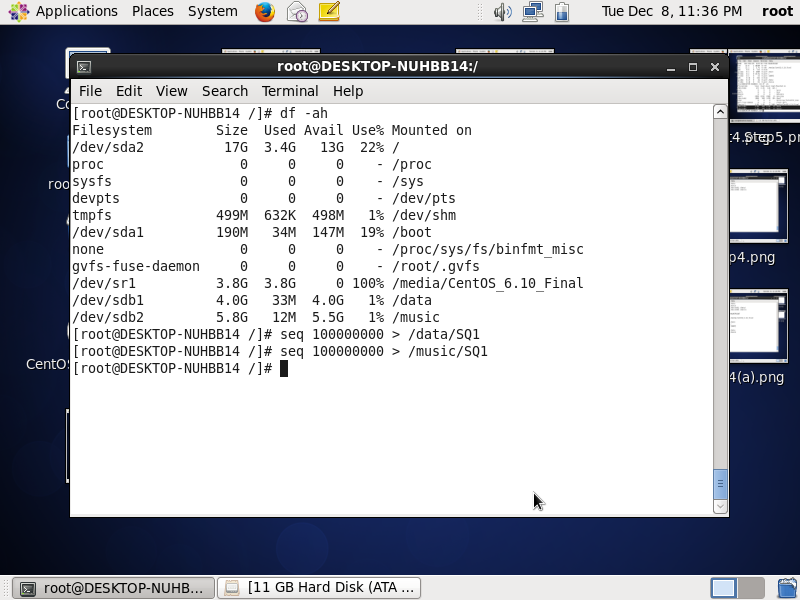 Applications Places System Tue Dec 8, 11:36 PM root
root@DESKTOP-NUHBB14:/
File Edit View Search Terminal Help
[root@DESKTOP-NUHBB14 /]# df -ah
Filesystem Size Used Avail Use% Mounted on
/dev/sda2 17G 3.4G 13G 22% /
proc 0 0 0 - /proc
sysfs 0 0 0 - /sys
devpts 0 0 0 - /dev/pts
tmpfs 499M 632K 498M 1% /dev/shm
/dev/sda1 190M 34M 147M 19% /boot
none 0 0 0 - /proc/sys/fs/binfmt_misc
gvfs-fuse-daemon 0 0 0 - /root/.gvfs
/dev/sr1 3.8G 3.8G 0 100% /media/CentOS_6.10_Final
/dev/sdb1 4.0G 33M 4.0G 1% /data
/dev/sdb2 5.8G 12M 5.5G 1% /music
[root@DESKTOP-NUHBB14 /]# seq 100000000 > /data/SQ1
[root@DESKTOP-NUHBB14 /]# seq 100000000 > /music/SQ1
[root@DESKTOP-NUHBB14 /]#
Co
roo
CentOS
p4.png
4(a).png
root@DESKTOP-NUHB... [11 GB Hard Disk (ATA ...